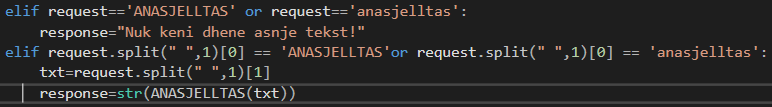 elif request=='ANASJELLTAS' or request=='anasjelltas':
response="Nuk keni dhene asnje tekst!"
elif request.split(" ",1)[0] == 'ANASJELLTAS'or request.split(" ",1)[0] == 'anasjelltas':
txt=request.split(" ",1)[1]
response=str(ANASJELLTAS(txt))